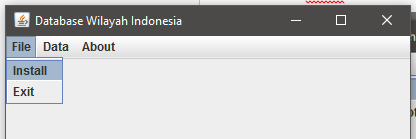 Database Wilayah Indonesia
File Data About
Install
Exit